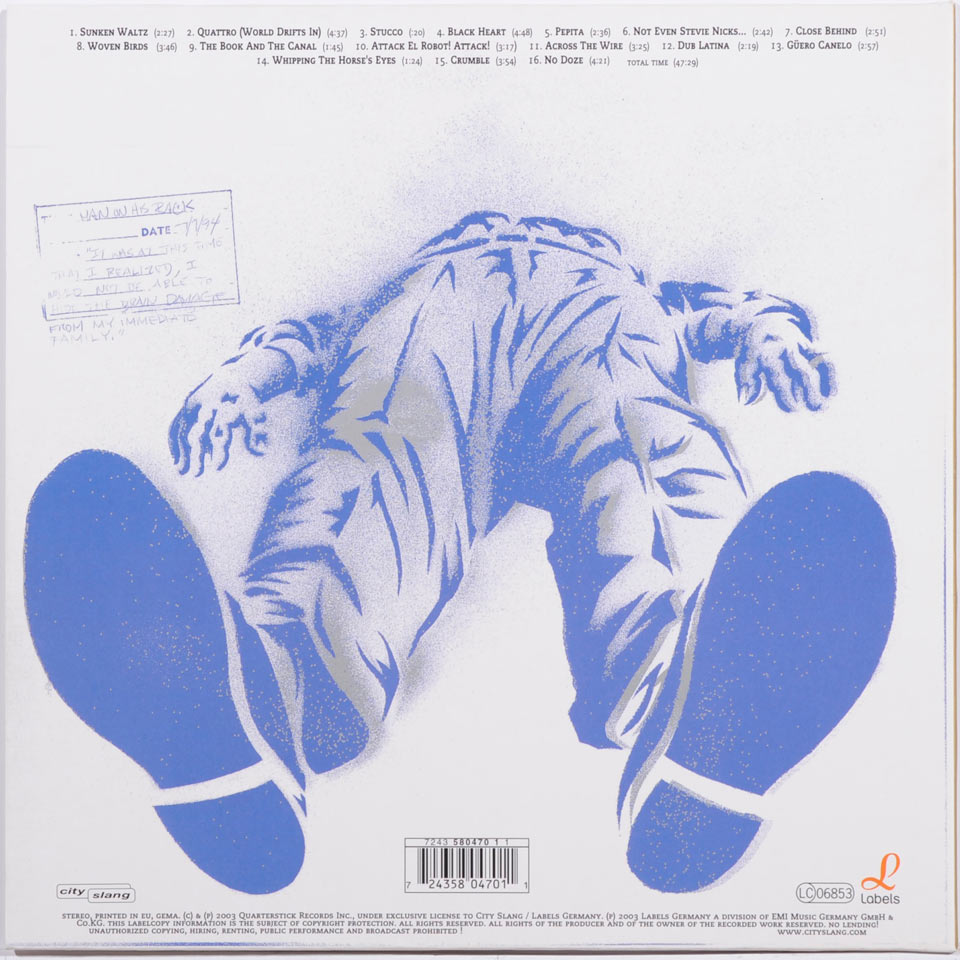 1. Sunken Waltz (2:27) 2. Quattro (World Drifts In) (4:37) 3. Stucco (:20) 4. Black Heart (4:48) 5. Pepita (2:36) 6. Not Even Stevie Nicks... (2:42) 7. Close Behind (2:51)
8. Woven Birds (3:46) 9. The Book And The Canal (1:45) 10. Attack El Robot! Attack! (3:17) 11. Across The Wire (3:25) 12. Dub Latina (2:19) 13. Güero Canelo (2:57)
14. Whipping The Horse's Eyes (1:24) 15. Crumble (3:54) 16. No Doze (4:21) total time (47:29)
MAN ON HIS BACK
DATE 7/7/94
"IT WAS AT THIS TIME
THAT I REALIZED, I
NOT BE ABLE TO
THE BRAIN DAMAGE
FROM MY IMMEDIATE
FAMILY."
7243 580470 1 1
7 24358 04701 1
city slang
LC 06853
Labels
stereo, printed in eu, gema. (c) & (p) 2003 Quarterstick Records Inc., under exclusive license to City Slang / Labels Germany. (p) 2003 Labels Germany a division of EMI Music Germany GmbH &
Co.KG. this labelcopy information is the subject of copyright protection. all rights reserved. all rights of the producer and of the owner of the recorded work reserved. no lending!
unauthorized copying, hiring, renting, public performance and broadcast prohibited !
www.cityslang.com